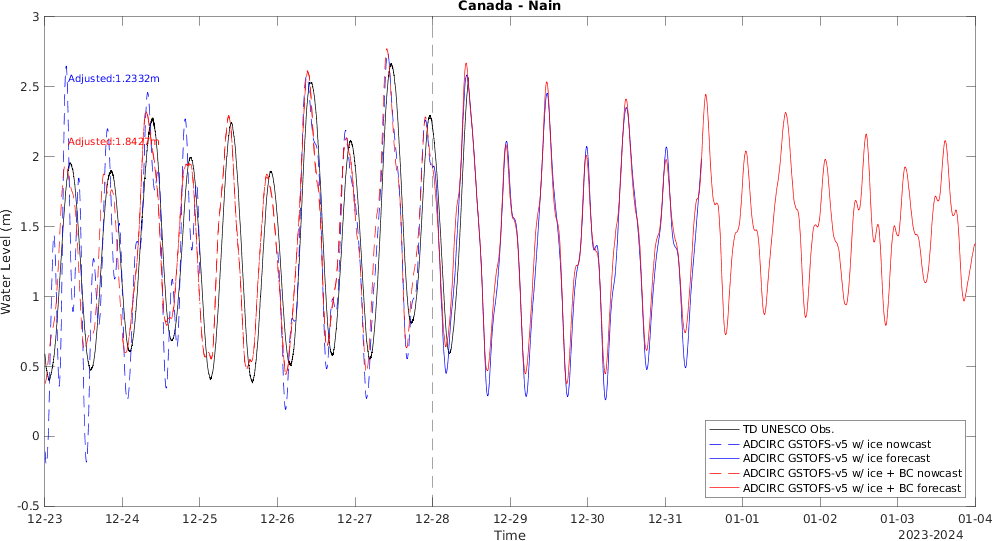 Canada - Nain
Water Level (m)
3
2.5
2
1.5
1
0.5
0
-0.5
Adjusted:1.2332m
Adjusted:1.8427m
TD UNESCO Obs.
ADCIRC GSTOFS-v5 w/ ice nowcast
ADCIRC GSTOFS-v5 w/ ice forecast
ADCIRC GSTOFS-v5 w/ ice + BC nowcast
ADCIRC GSTOFS-v5 w/ ice + BC forecast
12-23 12-24 12-25 12-26 12-27 12-28 12-29 12-30 12-31 01-01 01-02 01-03 01-04
Time
2023-2024